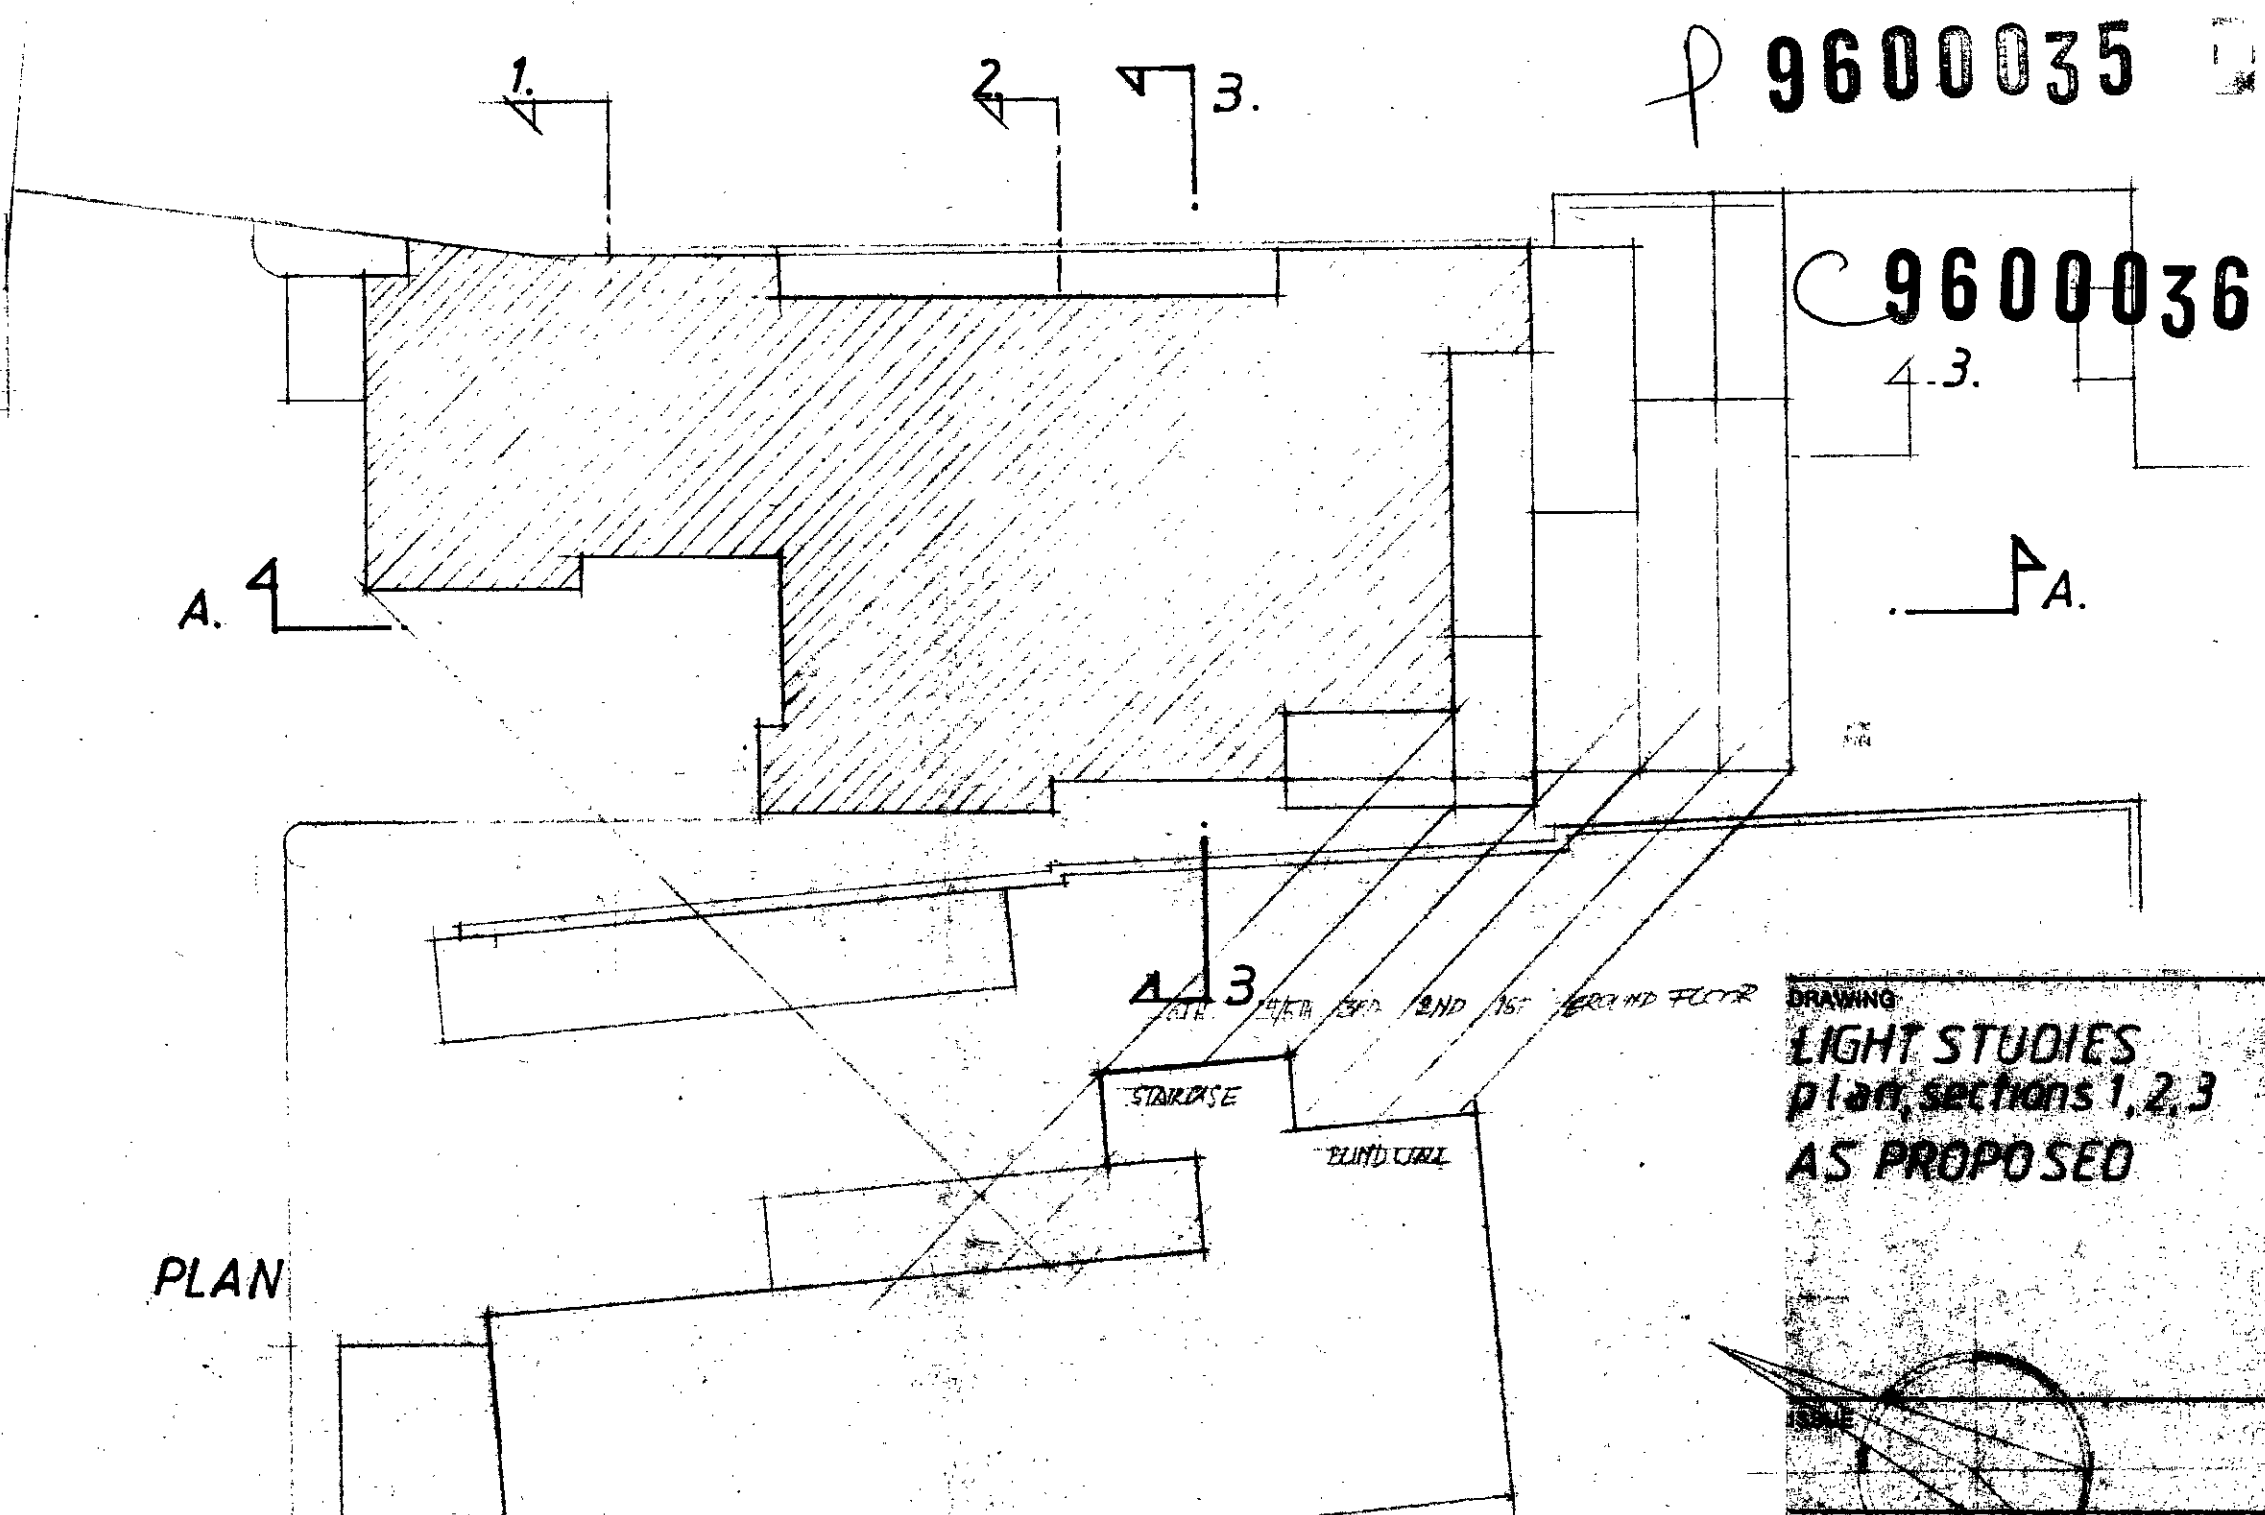 P 9600035
1.
2.
3.
C 9600036
3.
A.
A.
3
4/5TH 3RD 2ND 1ST GROUND FLOOR
STAIRCASE
BLIND WALL
PLAN
DRAWING
LIGHT STUDIES
plan, sections 1, 2, 3
AS PROPOSED
ISSUE